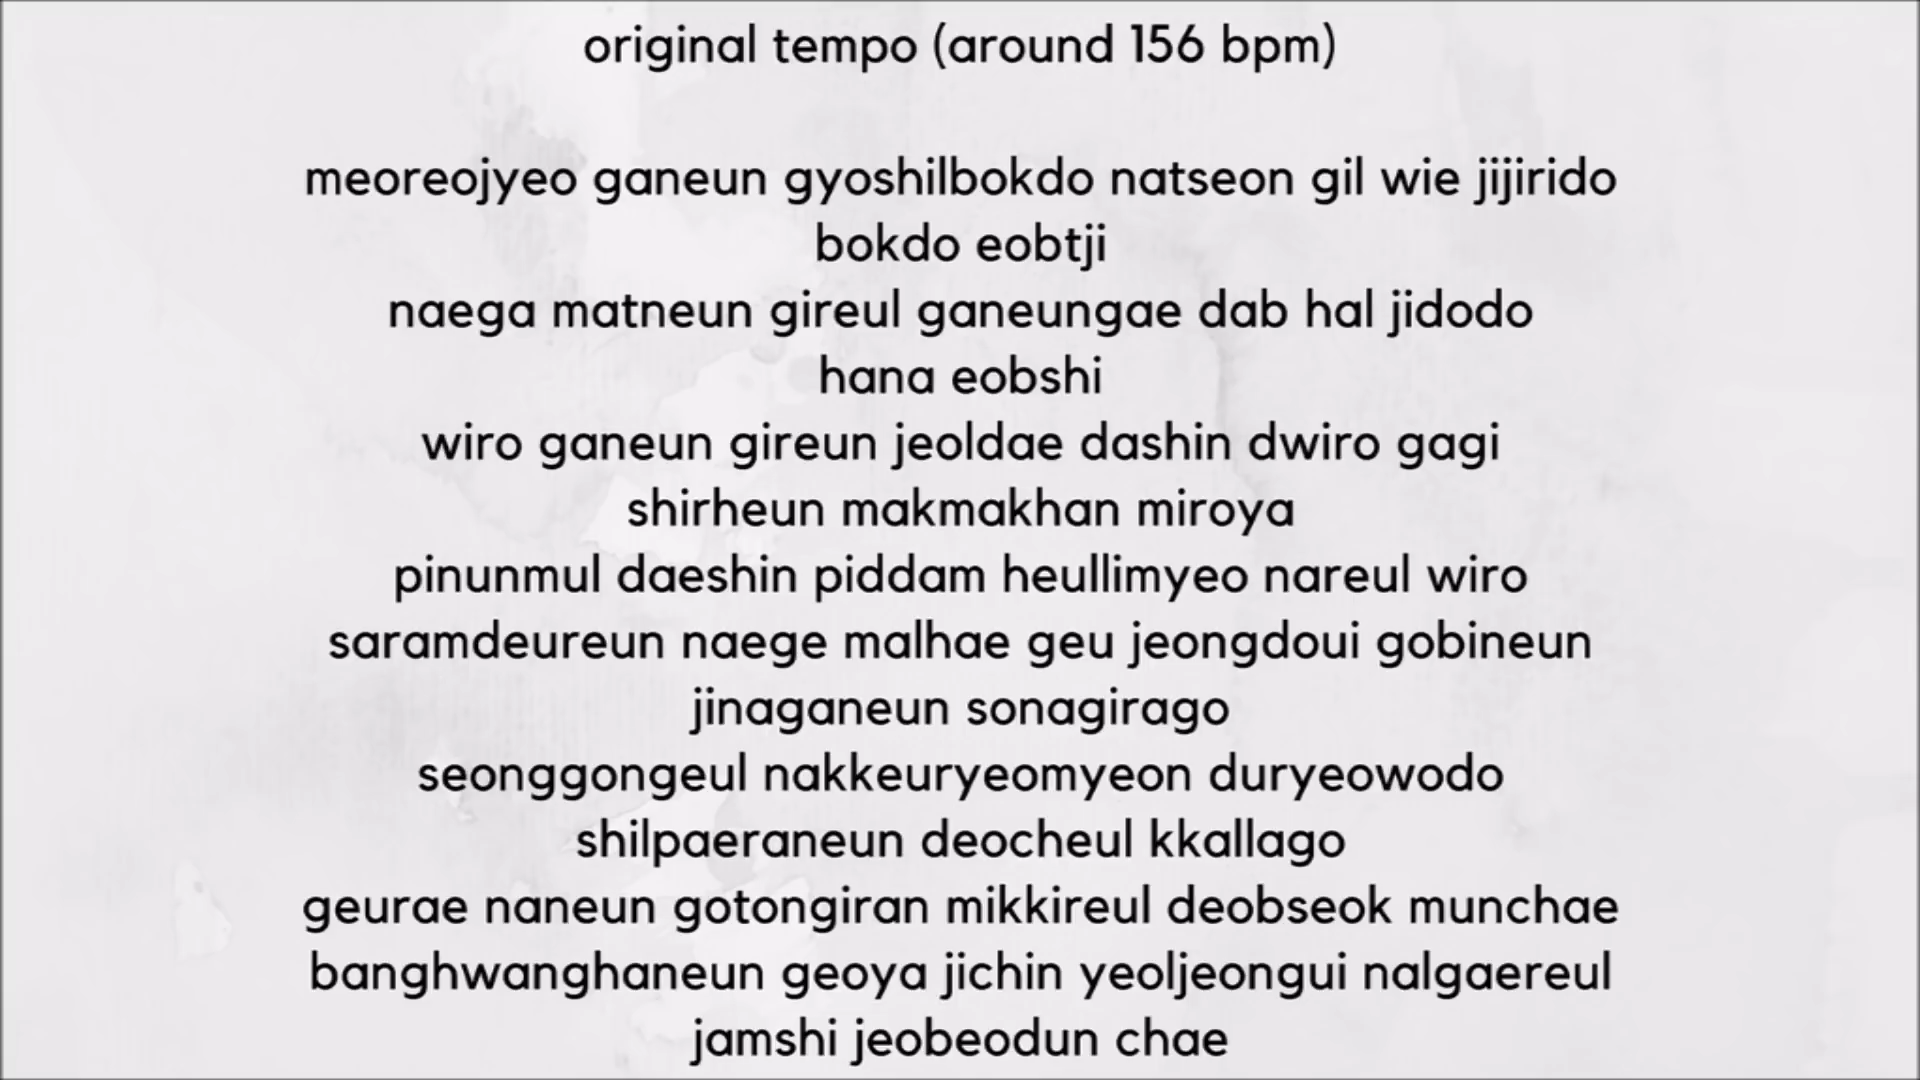 original tempo (around 156 bpm)
meoreojyeo ganeun gyoshilbokdo natseon gil wie jijirido
bokdo eobtji
naega matneun gireul ganeungae dab hal jidodo
hana eobshi
wiro ganeun gireun jeoldae dashin dwiro gagi
shirheun makmakhan miroya
pinunmul daeshin piddam heullimyeo nareul wiro
saramdeureun naege malhae geu jeongdoui gobineun
jinaganeun sonagirago
seonggongeul nakkeuryeomyeon duryeowodo
shilpaeraneun deocheul kkallago
geurae naneun gotongiran mikkireul deobseok munchae
banghwanghaneun geoya jichin yeoljeongui nalgaereul
jamshi jeobeodun chae